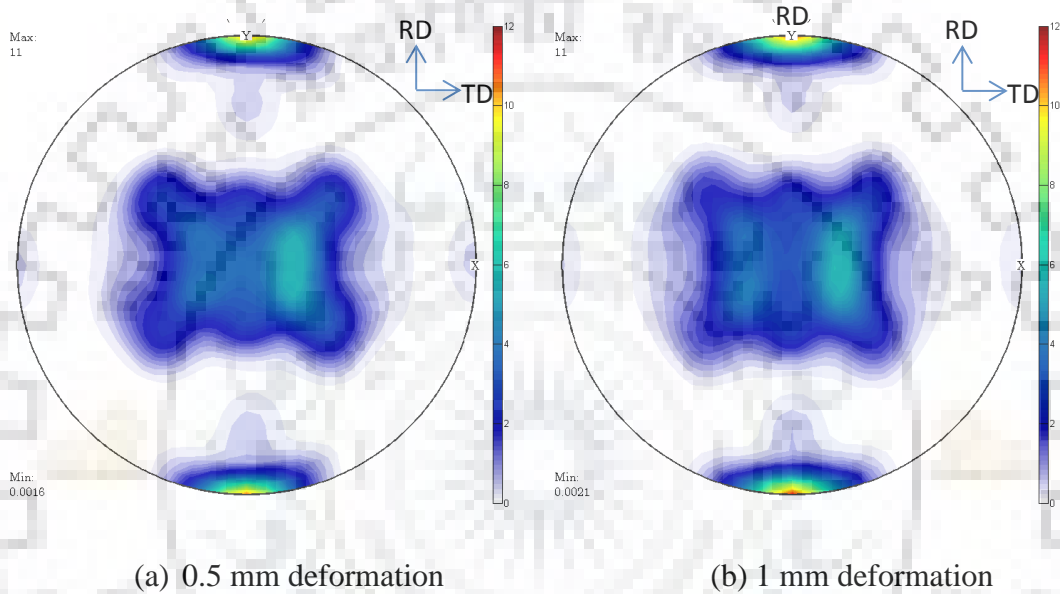 RD
Y
Max:
11
RD
TD
X
12
10
8
6
4
2
0
Min:
0.0016
Y
Max:
11
RD
TD
X
12
10
8
6
4
2
0
Min:
0.0021
(a) 0.5 mm deformation
(b) 1 mm deformation